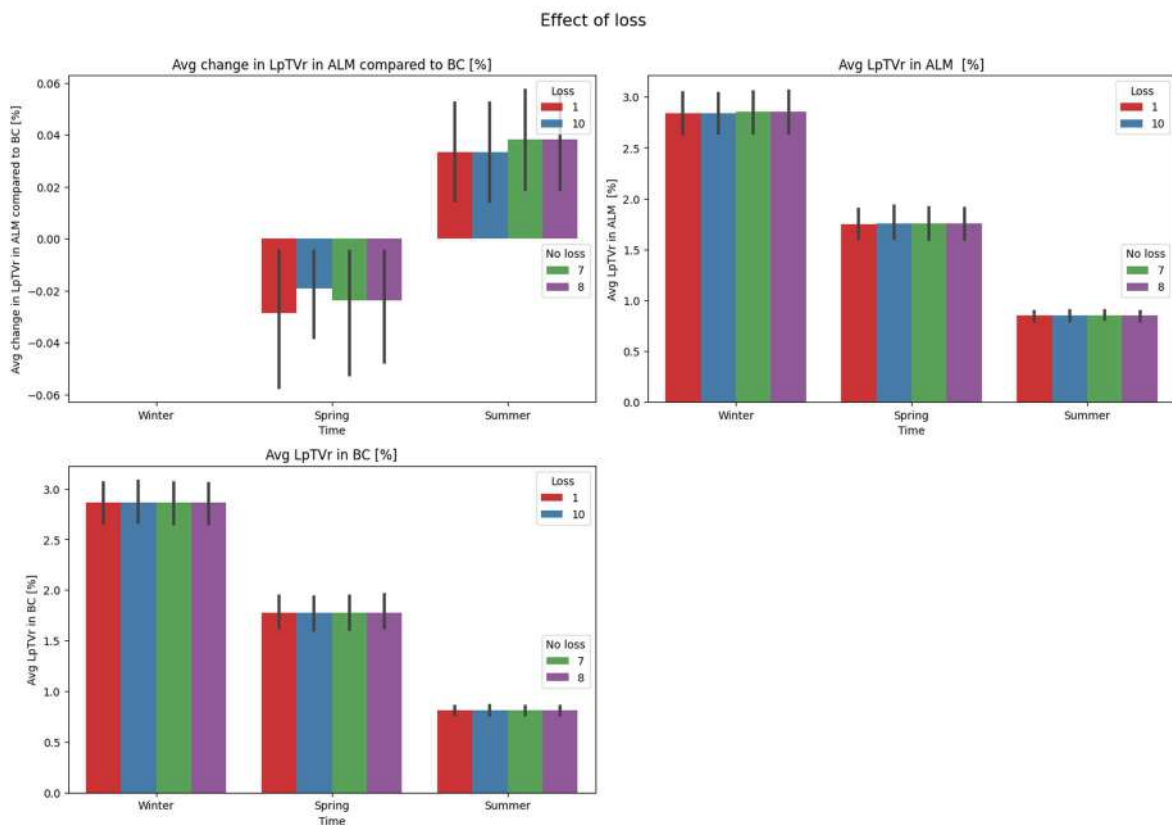 Effect of loss
Avg change in LpTVr in ALM compared to BC [%]
Avg change in LpTVr in ALM compared to BC [%]
0.06
0.04
0.02
0.00
−0.02
−0.04
−0.06
Loss
1
10
No loss
7
8
Winter
Spring
Summer
Time
Avg LpTVr in ALM [%]
Avg LpTVr in ALM [%]
3.0
2.5
2.0
1.5
1.0
0.5
0.0
Loss
1
10
No loss
7
8
Winter
Spring
Summer
Time
Avg LpTVr in BC [%]
Avg LpTVr in BC [%]
3.0
2.5
2.0
1.5
1.0
0.5
0.0
Loss
1
10
No loss
7
8
Winter
Spring
Summer
Time